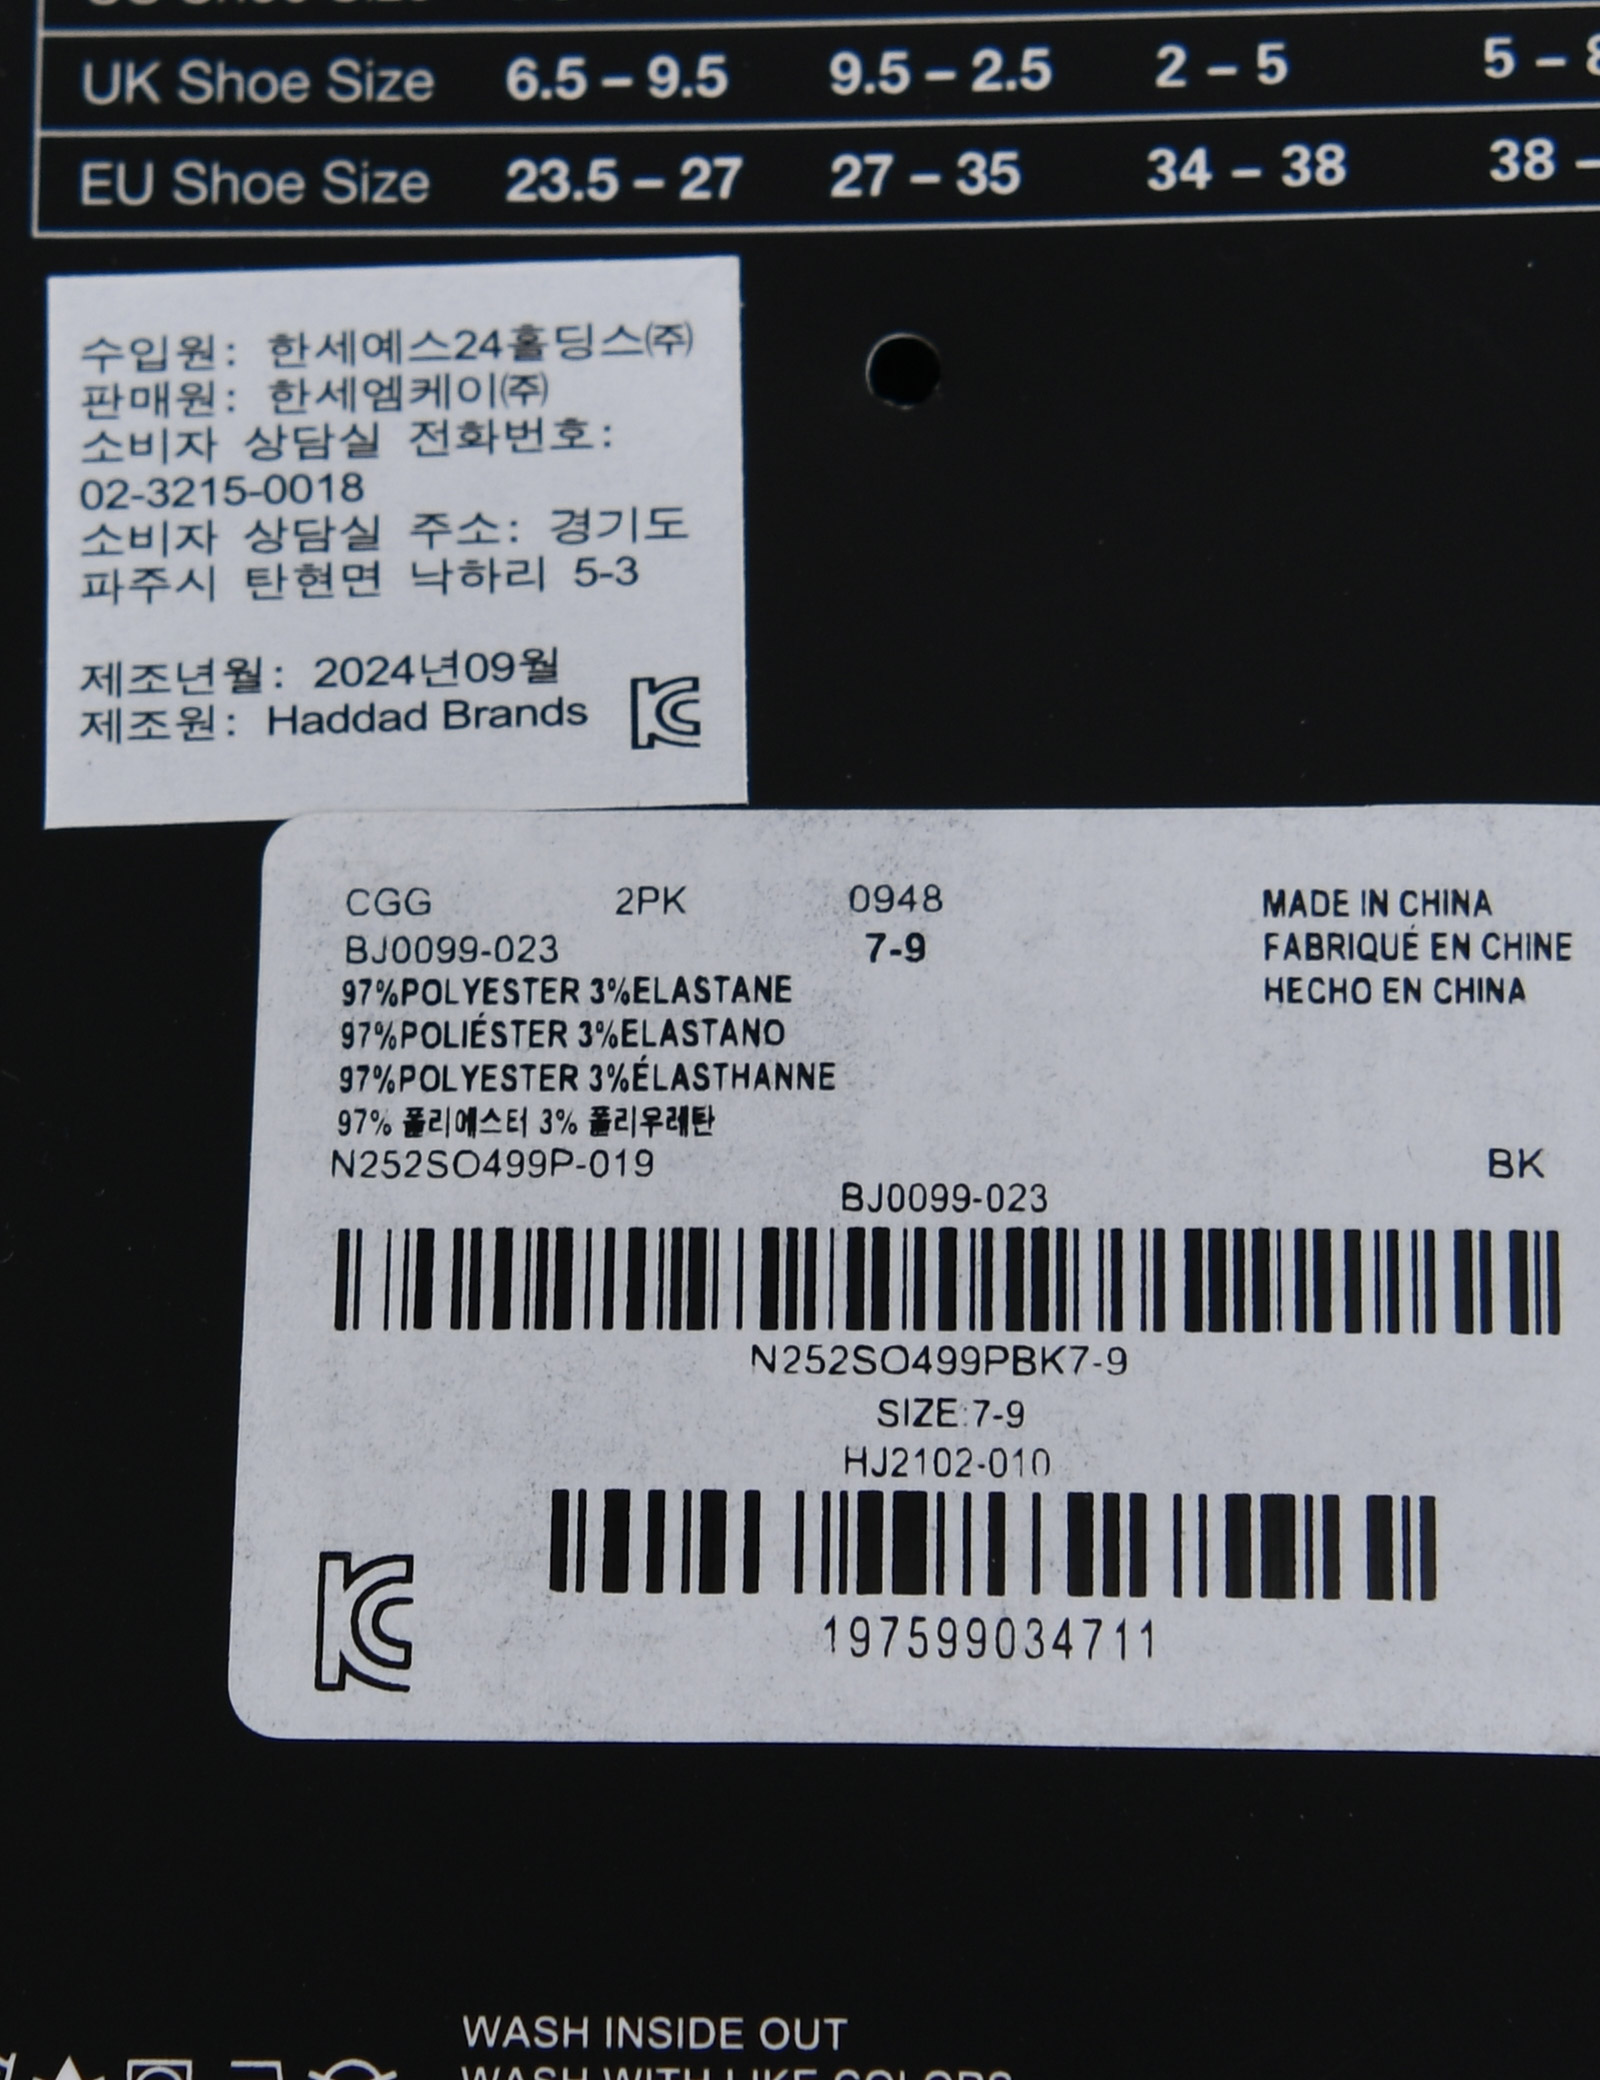 UK Shoe Size 6.5 – 9.5 9.5 – 2.5 2 – 5 5 –
EU Shoe Size 23.5 – 27 27 – 35 34 – 38 38 –
수입원: 한세예스24홀딩스㈜
판매원: 한세엠케이㈜
소비자 상담실 전화번호:
02-3215-0018
소비자 상담실 주소: 경기도
파주시 탄현면 낙하리 5-3
제조년월: 2024년09월
제조원: Haddad Brands
CGG 2PK 0948 MADE IN CHINA
BJ0099-023 7-9 FABRIQUÉ EN CHINE
97%POLYESTER 3%ELASTANE HECHO EN CHINA
97%POLIÉSTER 3%ELASTANO
97%POLYESTER 3%ÉLASTHANNE
97% 폴리에스터 3% 폴리우레탄
N252SO499P-019 BK
BJ0099-023
N252SO499PBK7-9
SIZE:7-9
HJ2102-010
197599034711
WASH INSIDE OUT
WASH WITH LIKE COLORS